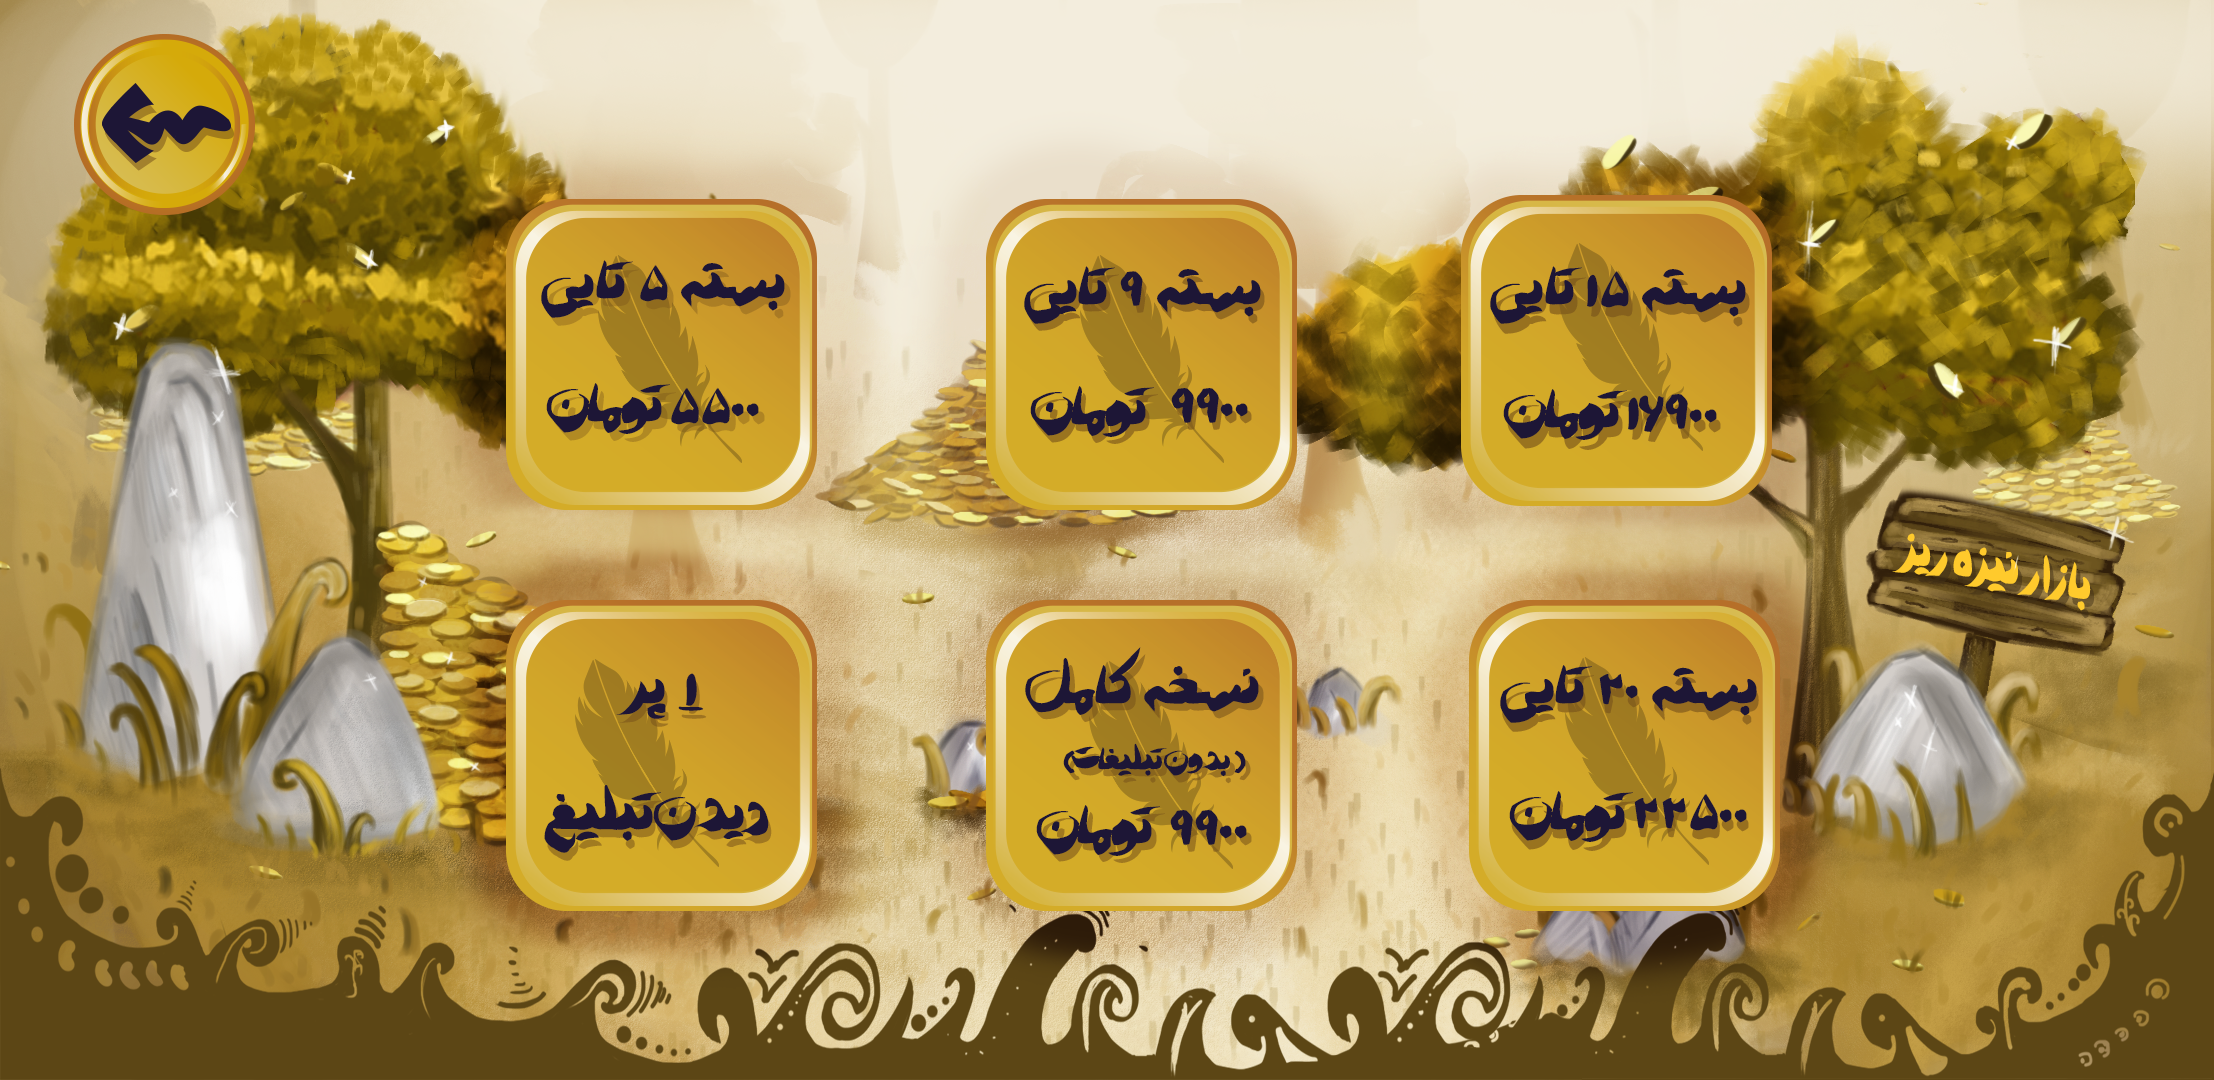 بسته ۱۵ تایی
۱۶۹۰۰ تومان
بسته ۹ تایی
۹۹۰۰ تومان
بسته ۵ تایی
۵۵۰۰ تومان
بازار نیزه ریز
بسته ۲۰ تایی
۲۲۵۰۰ تومان
نسخه کامل
(بدون تبلیغات)
۹۹۰۰ تومان
۱ پر
دیدن تبلیغ